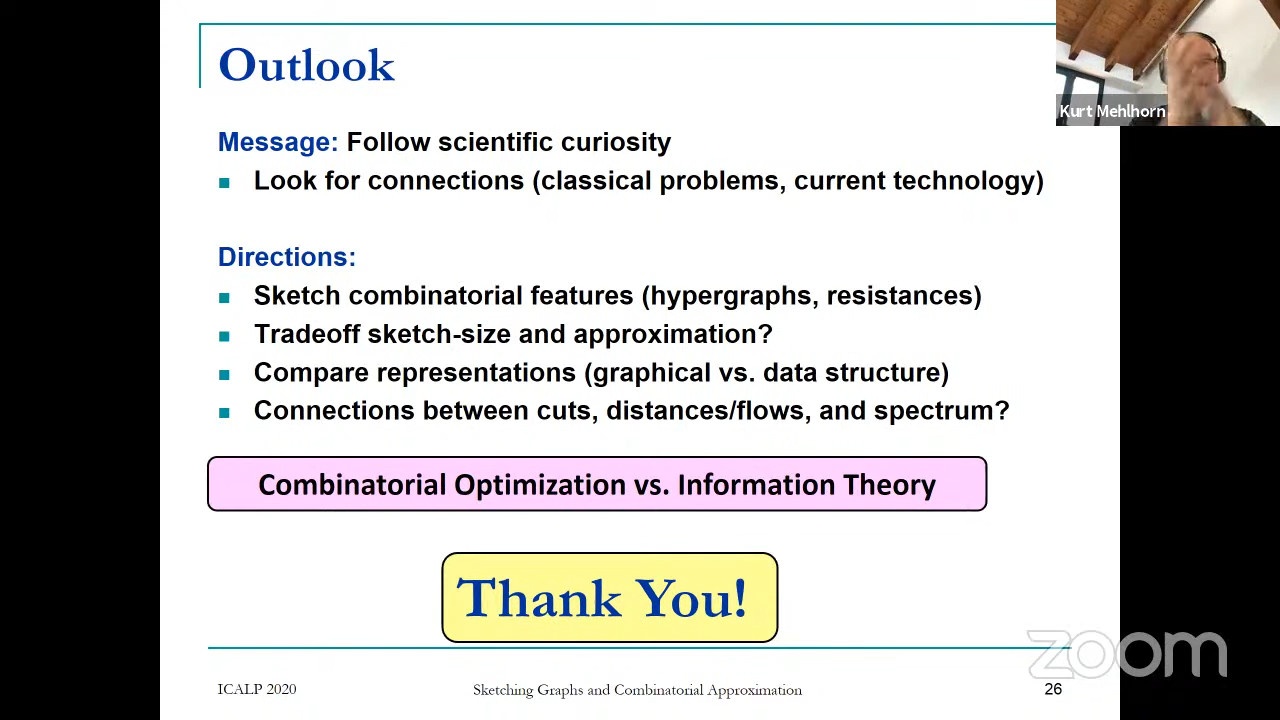 Outlook
Kurt Mehlhorn
Message: Follow scientific curiosity
Look for connections (classical problems, current technology)
Directions:
Sketch combinatorial features (hypergraphs, resistances)
Tradeoff sketch-size and approximation?
Compare representations (graphical vs. data structure)
Connections between cuts, distances/flows, and spectrum?
Combinatorial Optimization vs. Information Theory
Thank You!
zoom
ICALP 2020
Sketching Graphs and Combinatorial Approximation
26